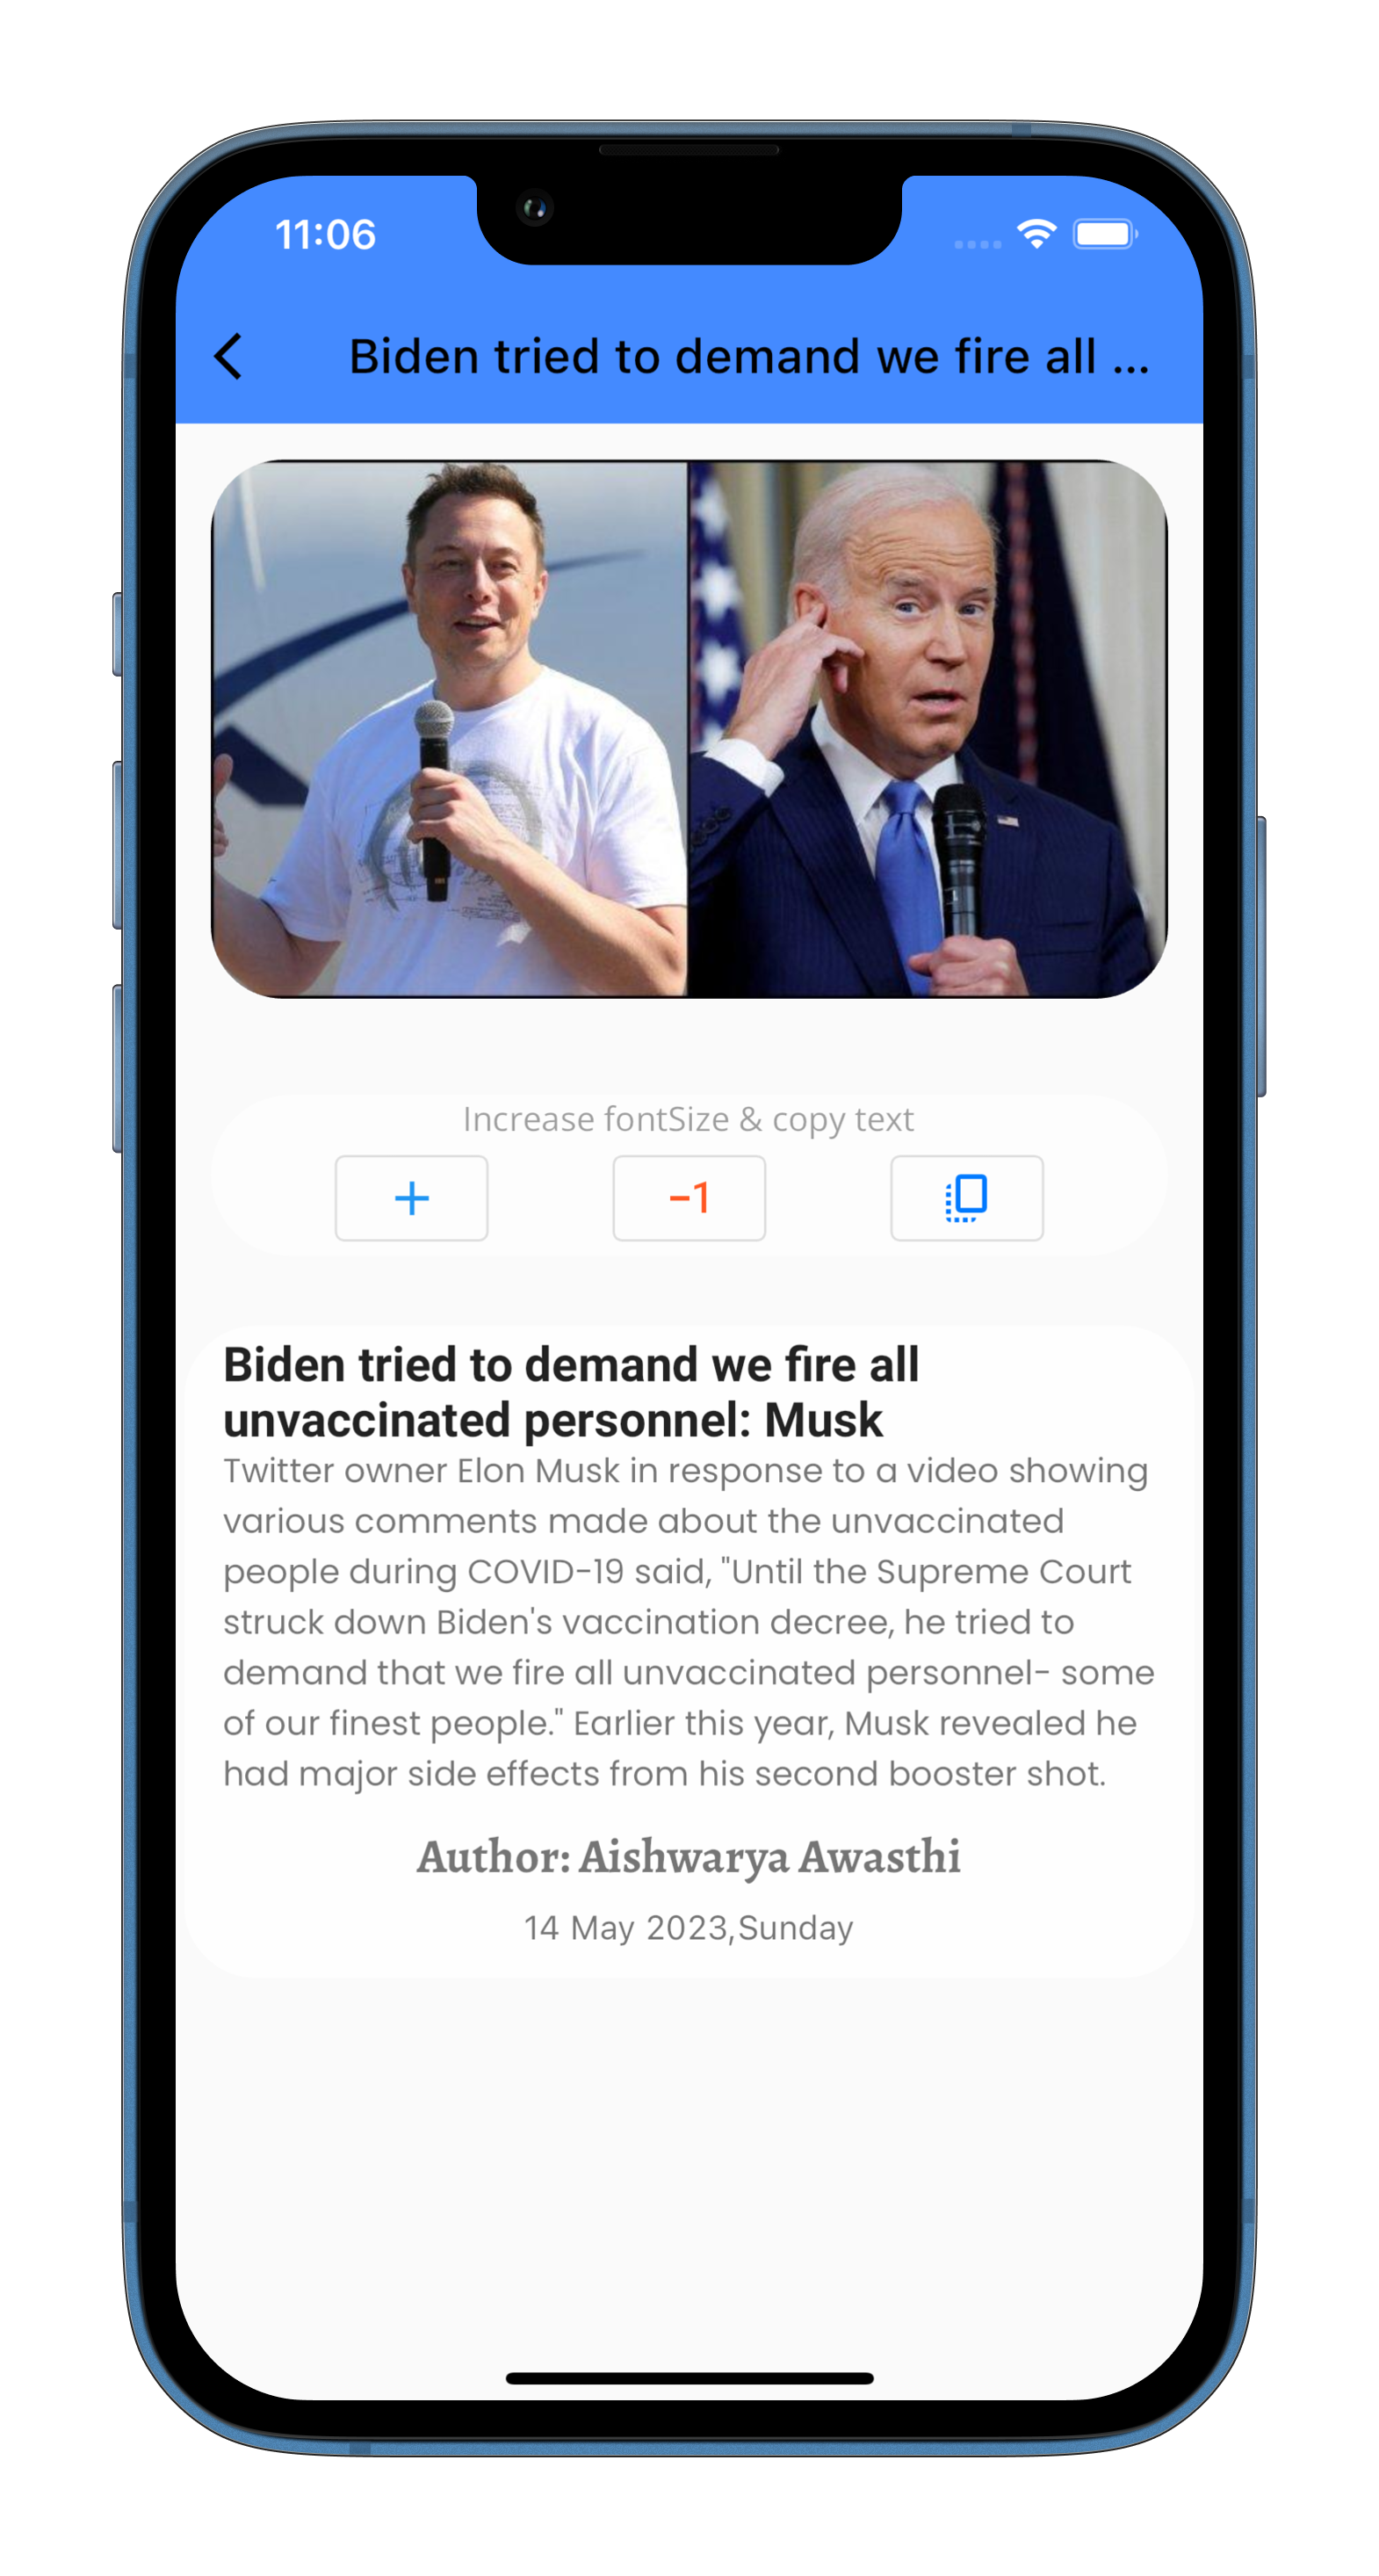 11:06
Biden tried to demand we fire all ...
Increase fontSize & copy text
+
-1
Biden tried to demand we fire all
unvaccinated personnel: Musk
Twitter owner Elon Musk in response to a video showing
various comments made about the unvaccinated
people during COVID-19 said, "Until the Supreme Court
struck down Biden's vaccination decree, he tried to
demand that we fire all unvaccinated personnel- some
of our finest people." Earlier this year, Musk revealed he
had major side effects from his second booster shot.
Author: Aishwarya Awasthi
14 May 2023,Sunday